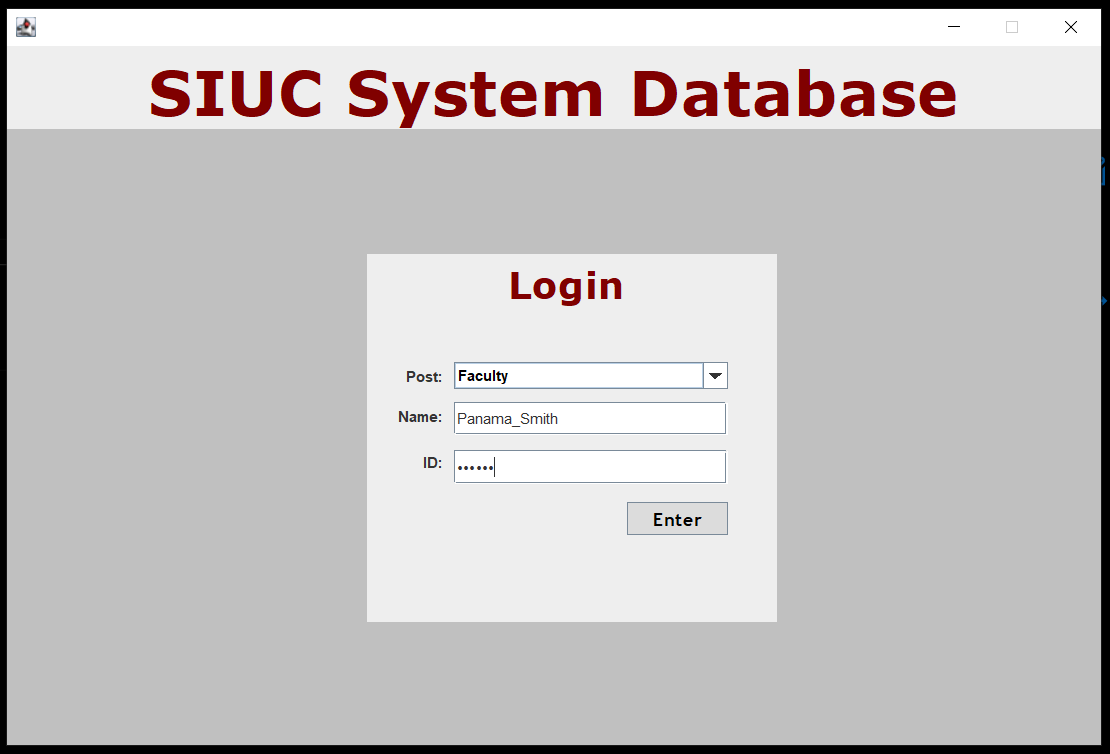 SIUC System Database
Login
Post: Faculty
Name: Panama_Smith
ID: ••••••
Enter